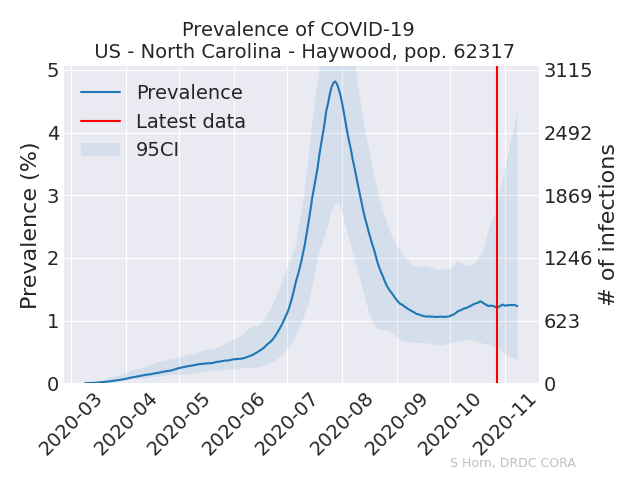 Prevalence of COVID-19
US - North Carolina - Haywood, pop. 62317
Prevalence
Latest data
95CI
Prevalence (%)
5
4
3
2
1
0
3115
2492
1869
1246
623
0
# of infections
2020-03
2020-04
2020-05
2020-06
2020-07
2020-08
2020-09
2020-10
2020-11
S Horn, DRDC CORA